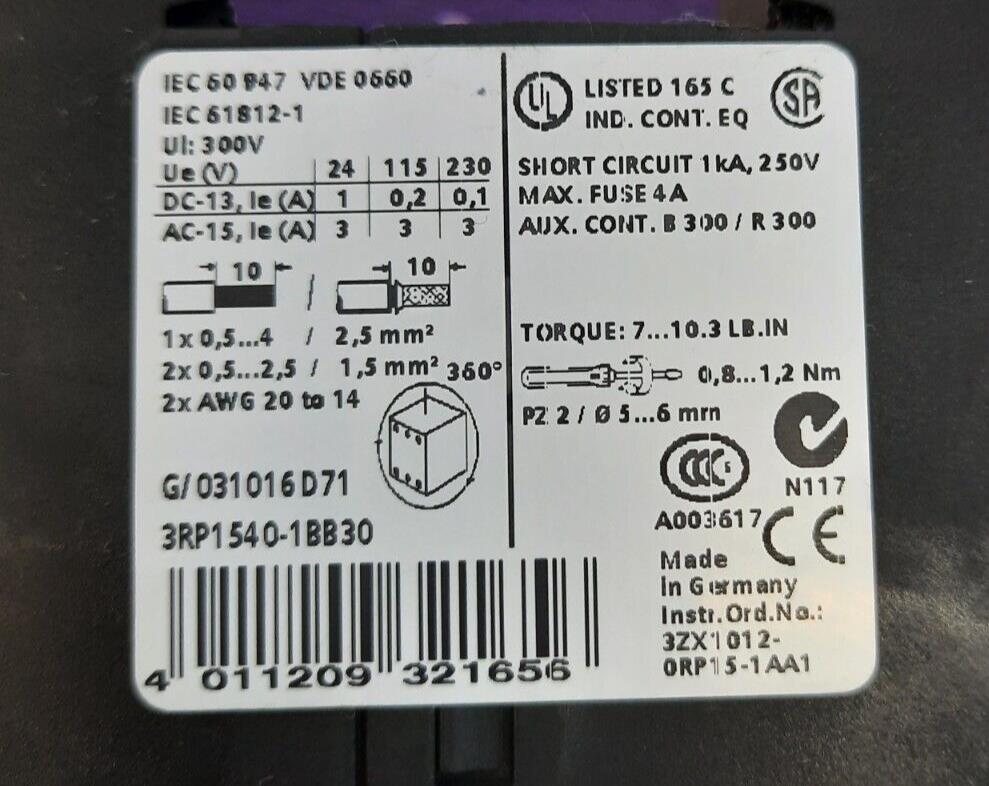 IEC 60 947 VDE 0660
IEC 61812-1
UI: 300V
Ue (V) 24 115 230
DC-13, Ie (A) 1 0,2 0,1
AC-15, Ie (A) 3 3 3
10 / 10
1x 0,5...4 / 2,5 mm²
2x 0,5...2,5 / 1,5 mm² 360°
2x AWG 20 to 14
G/031016 D71
3RP1540-1BB30
4 011209 321656
UL LISTED 165 C SA
IND. CONT. EQ
SHORT CIRCUIT 1kA, 250V
MAX. FUSE 4A
AUX. CONT. B 300 / R 300
TORQUE: 7...10.3 LB.IN
0,8...1,2 Nm
PZ 2 / Ø 5...6 mm
CCC S
N117
A003617 CE
Made
in Germany
Instr.Ord.No.:
3ZX1012-
0RP15-1AA1